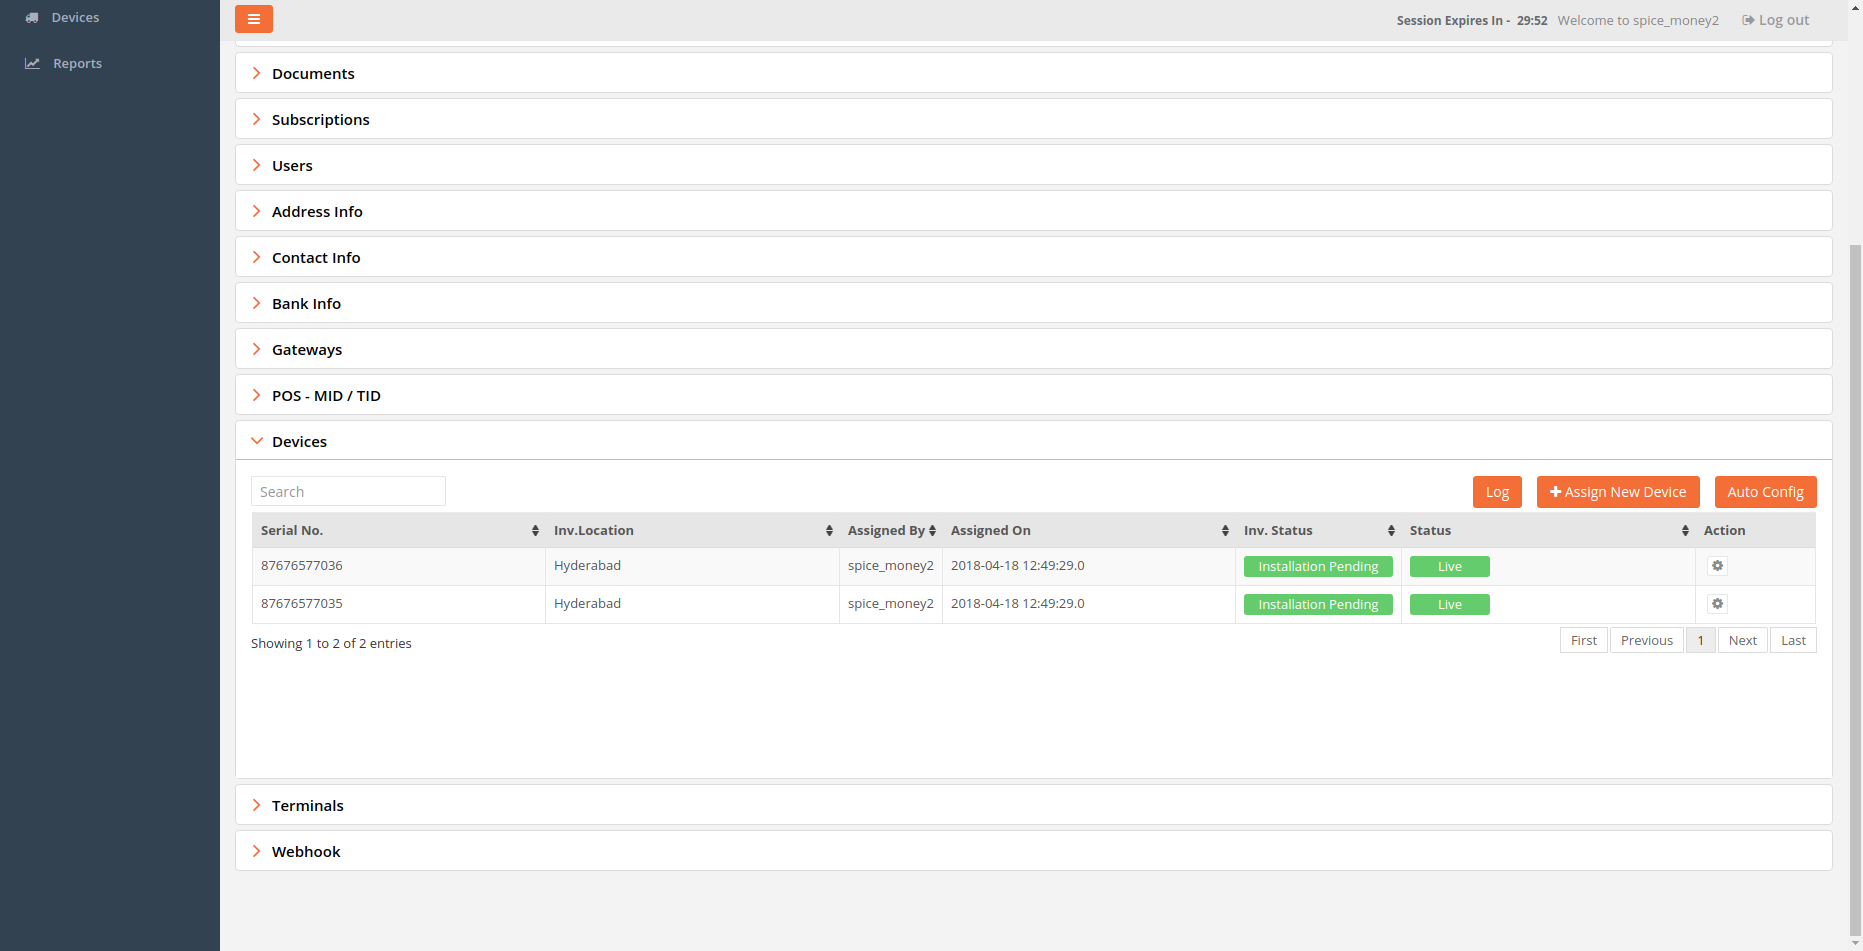 Devices
Reports
Session Expires In - 29:52 Welcome to spice_money2 Log out
Documents
Subscriptions
Users
Address Info
Contact Info
Bank Info
Gateways
POS - MID / TID
Devices
Search Log Assign New Device Auto Config
Serial No. Inv.Location Assigned By Assigned On Inv. Status Status Action
87676577036 Hyderabad spice_money2 2018-04-18 12:49:29.0 Installation Pending Live
87676577035 Hyderabad spice_money2 2018-04-18 12:49:29.0 Installation Pending Live
Showing 1 to 2 of 2 entries First Previous 1 Next Last
Terminals
Webhook